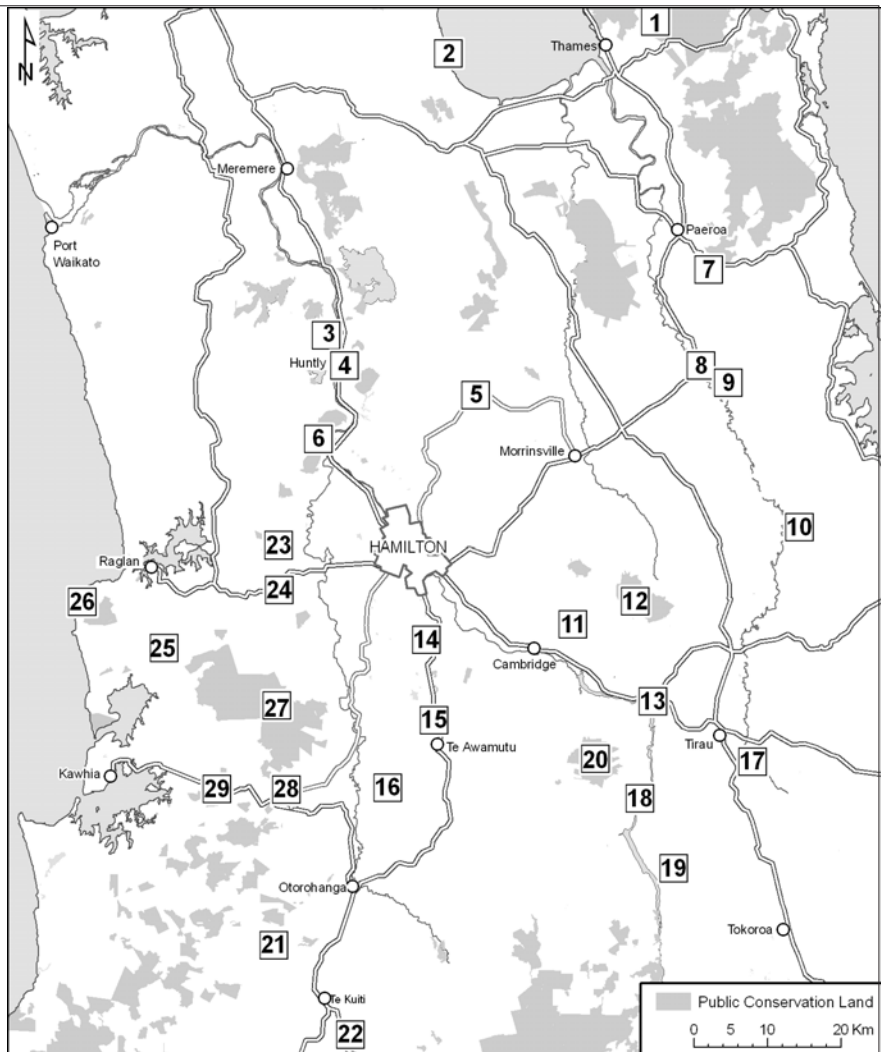 N
1
2
Thames
Meremere
Port
Waikato
Paeroa
7
3
Huntly
4
8
9
5
6
Morrinsville
10
23
HAMILTON
Raglan
24
26
12
11
14
25
Cambridge
13
27
15
Tirau
Te Awamutu
20
17
Kawhia
29
28
16
18
19
Otorohanga
Tokoroa
21
Te Kuiti
22
Public Conservation Land
0 5 10 20 Km